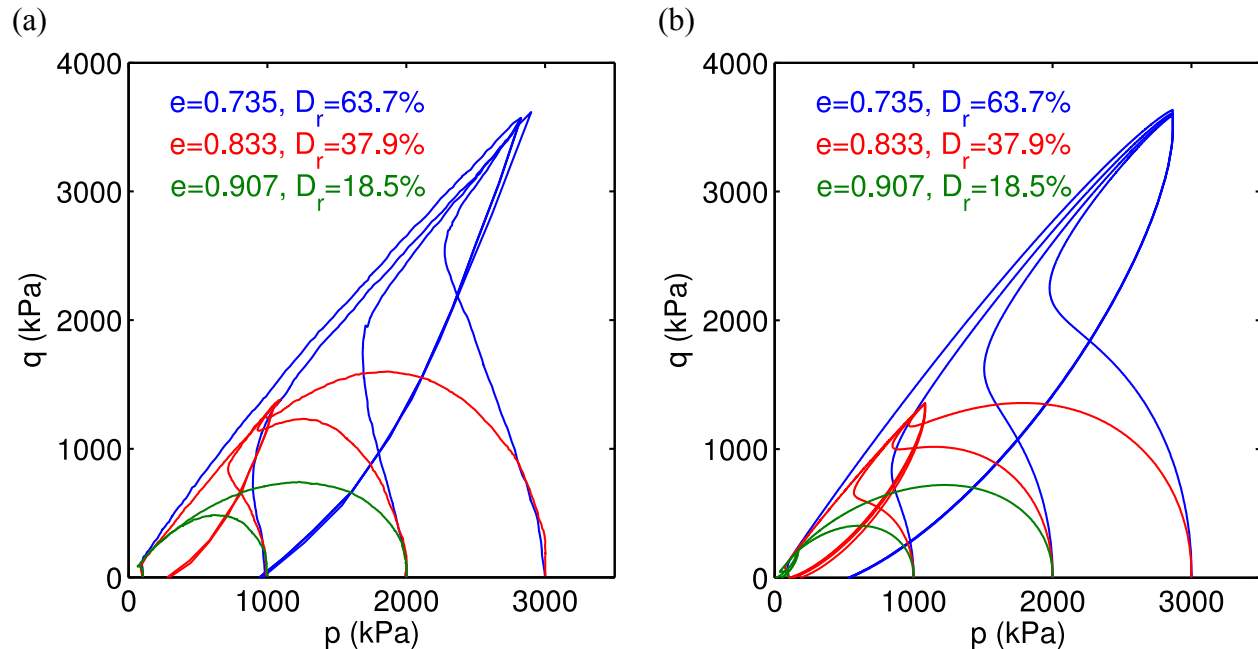 (a)
4000
3000
2000
1000
0
q (kPa)
e=0.735, D_r=63.7%
e=0.833, D_r=37.9%
e=0.907, D_r=18.5%
0 1000 2000 3000
p (kPa)
(b)
4000
3000
2000
1000
0
q (kPa)
e=0.735, D_r=63.7%
e=0.833, D_r=37.9%
e=0.907, D_r=18.5%
0 1000 2000 3000
p (kPa)